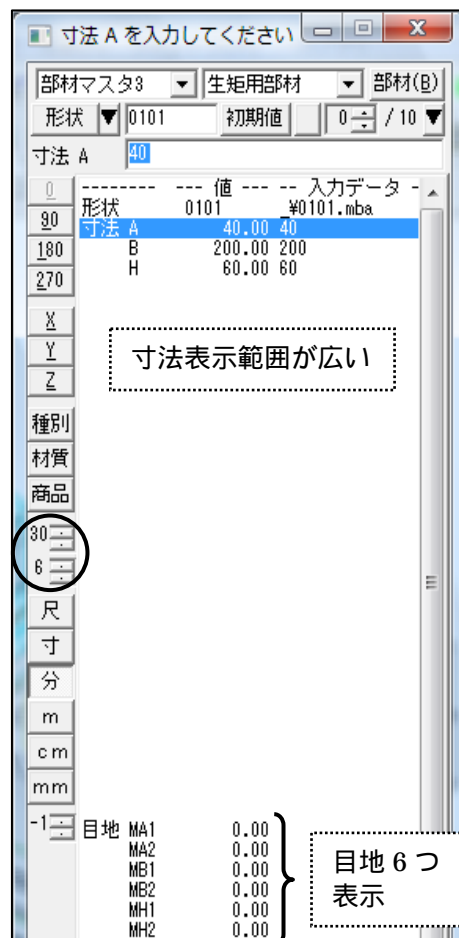 寸法 A を入力してください
部材マスタ3 生矩用部材 部材(B)
形状 ▼ 0101 初期値 0 / 10 ▼
寸法 A 40
0 -------- --- 値 --- -- 入力データ -
形状 0101 _¥0101.mba
90 寸法 A 40.00 40
180 B 200.00 200
270 H 60.00 60
X
Y
寸法表示範囲が広い
Z
種別
材質
商品
30
6
尺
寸
分
m
cm
mm
-1 目地 MA1 0.00
MA2 0.00
MB1 0.00
MB2 0.00
MH1 0.00
MH2 0.00
目地 6 つ
表示